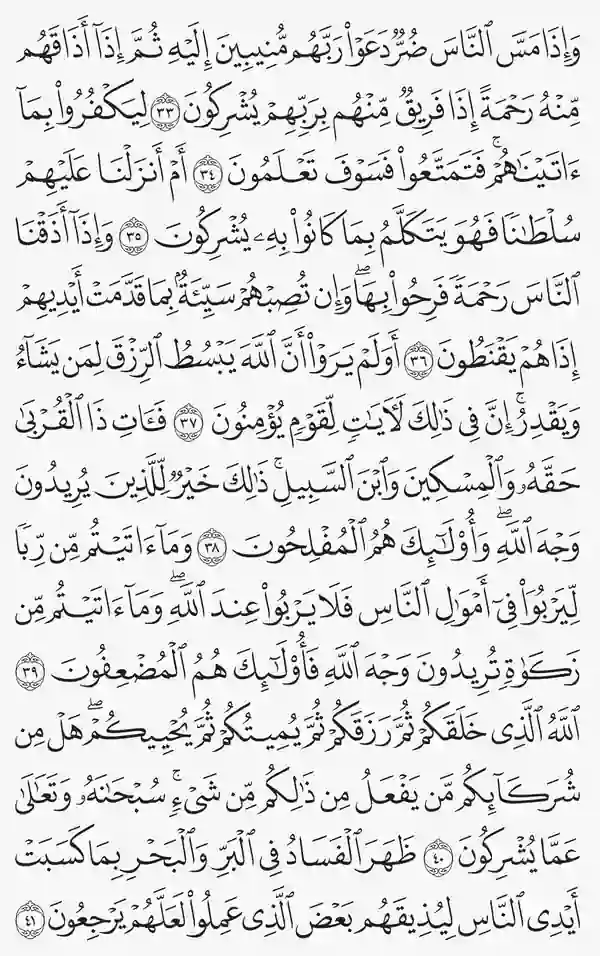 وَإِذَا مَسَّ ٱلنَّاسَ ضُرٌّ دَعَوْا۟ رَبَّهُم مُّنِيبِينَ إِلَيْهِ ثُمَّ إِذَآ أَذَاقَهُم
مِّنْهُ رَحْمَةً إِذَا فَرِيقٌ مِّنْهُم بِرَبِّهِمْ يُشْرِكُونَ ٣٣ لِيَكْفُرُوا۟ بِمَآ
ءَاتَيْنَٰهُمْ ۚ فَتَمَتَّعُوا۟ فَسَوْفَ تَعْلَمُونَ ٣٤ أَمْ أَنزَلْنَا عَلَيْهِمْ
سُلْطَٰنًا فَهُوَ يَتَكَلَّمُ بِمَا كَانُوا۟ بِهِۦ يُشْرِكُونَ ٣٥ وَإِذَآ أَذَقْنَا
ٱلنَّاسَ رَحْمَةً فَرِحُوا۟ بِهَا ۖ وَإِن تُصِبْهُمْ سَيِّئَةٌۢ بِمَا قَدَّمَتْ أَيْدِيهِمْ
إِذَا هُمْ يَقْنَطُونَ ٣٦ أَوَلَمْ يَرَوْا۟ أَنَّ ٱللَّهَ يَبْسُطُ ٱلرِّزْقَ لِمَن يَشَآءُ
وَيَقْدِرُ ۚ إِنَّ فِى ذَٰلِكَ لَءَايَٰتٍ لِّقَوْمٍ يُؤْمِنُونَ ٣٧ فَـَٔاتِ ذَا ٱلْقُرْبَىٰ
حَقَّهُۥ وَٱلْمِسْكِينَ وَٱبْنَ ٱلسَّبِيلِ ۚ ذَٰلِكَ خَيْرٌ لِّلَّذِينَ يُرِيدُونَ
وَجْهَ ٱللَّهِ ۖ وَأُو۟لَٰٓئِكَ هُمُ ٱلْمُفْلِحُونَ ٣٨ وَمَآ ءَاتَيْتُم مِّن رِّبًا
لِّيَرْبُوَا۟ فِىٓ أَمْوَٰلِ ٱلنَّاسِ فَلَا يَرْبُوا۟ عِندَ ٱللَّهِ ۖ وَمَآ ءَاتَيْتُم مِّن
زَكَوٰةٍ تُرِيدُونَ وَجْهَ ٱللَّهِ فَأُو۟لَٰٓئِكَ هُمُ ٱلْمُضْعِفُونَ ٣٩
ٱللَّهُ ٱلَّذِى خَلَقَكُمْ ثُمَّ رَزَقَكُمْ ثُمَّ يُمِيتُكُمْ ثُمَّ يُحْيِيكُمْ ۖ هَلْ مِن
شُرَكَآئِكُم مَّن يَفْعَلُ مِن ذَٰلِكُم مِّن شَىْءٍ ۚ سُبْحَٰنَهُۥ وَتَعَٰلَىٰ
عَمَّا يُشْرِكُونَ ٤٠ ظَهَرَ ٱلْفَسَادُ فِى ٱلْبَرِّ وَٱلْبَحْرِ بِمَا كَسَبَتْ
أَيْدِى ٱلنَّاسِ لِيُذِيقَهُم بَعْضَ ٱلَّذِى عَمِلُوا۟ لَعَلَّهُمْ يَرْجِعُونَ ٤١